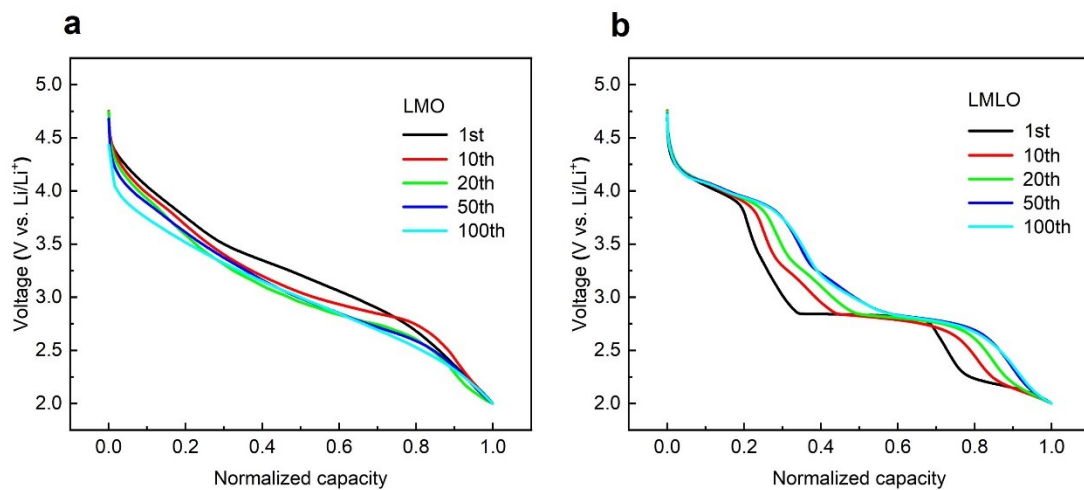 a
5.0
4.5
4.0
3.5
3.0
2.5
2.0
Voltage (V vs. Li/Li⁺)
LMO
1st
10th
20th
50th
100th
0.0 0.2 0.4 0.6 0.8 1.0
Normalized capacity
b
5.0
4.5
4.0
3.5
3.0
2.5
2.0
Voltage (V vs. Li/Li⁺)
LMLO
1st
10th
20th
50th
100th
0.0 0.2 0.4 0.6 0.8 1.0
Normalized capacity